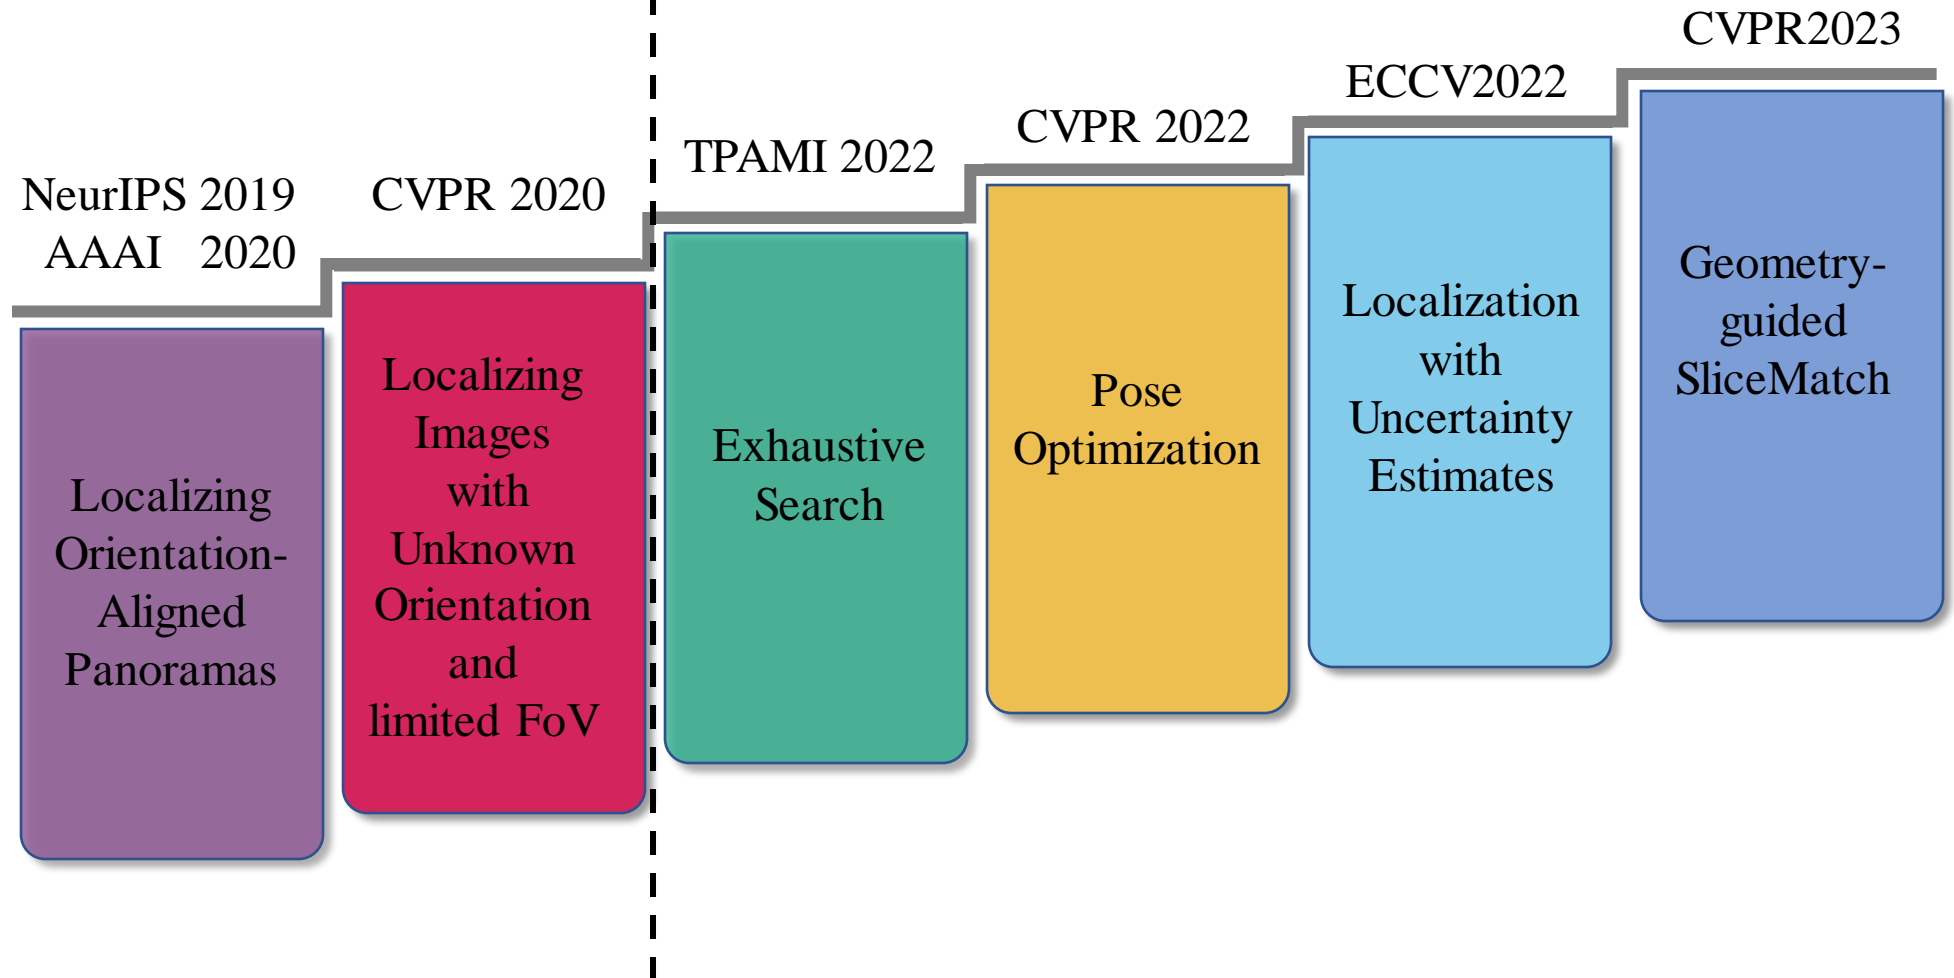 NeurIPS 2019
AAAI 2020
Localizing
Orientation-
Aligned
Panoramas
CVPR 2020
Localizing
Images
with
Unknown
Orientation
and
limited FoV
TPAMI 2022
Exhaustive
Search
CVPR 2022
Pose
Optimization
ECCV2022
Localization
with
Uncertainty
Estimates
CVPR2023
Geometry-
guided
SliceMatch